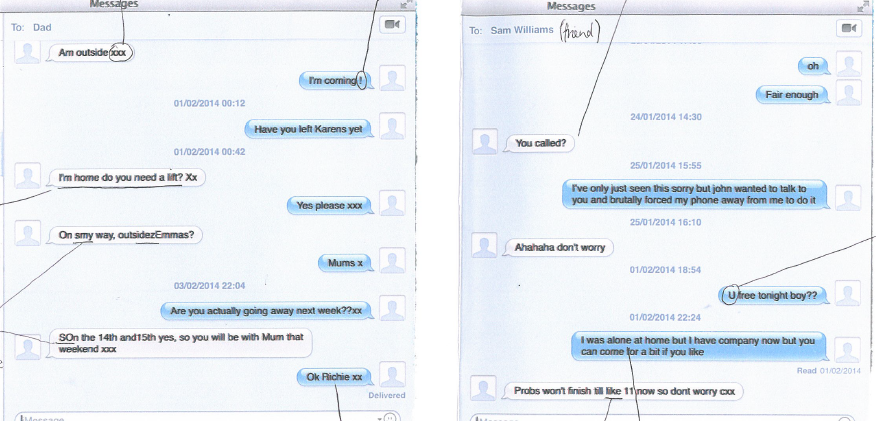 Messages
To: Dad
Am outside xxx
I'm coming !
01/02/2014 00:12
Have you left Karens yet
01/02/2014 00:42
I'm home do you need a lift? Xx
Yes please xxx
On smy way, outsidezEmmas?
Mums x
03/02/2014 22:04
Are you actually going away next week??xx
SOn the 14th and15th yes, so you will be with Mum that
weekend xxx
Ok Richie xx
Delivered
iMessage
Messages
To: Sam Williams (friend)
oh
Fair enough
24/01/2014 14:30
You called?
25/01/2014 15:55
I've only just seen this sorry but john wanted to talk to
you and brutally forced my phone away from me to do it
25/01/2014 16:10
Ahahaha don't worry
01/02/2014 18:54
U free tonight boy??
01/02/2014 22:24
I was alone at home but I have company now but you
can come for a bit if you like
Read 01/02/2014
Probs won't finish till like 11 now so dont worry cxx
iMessage